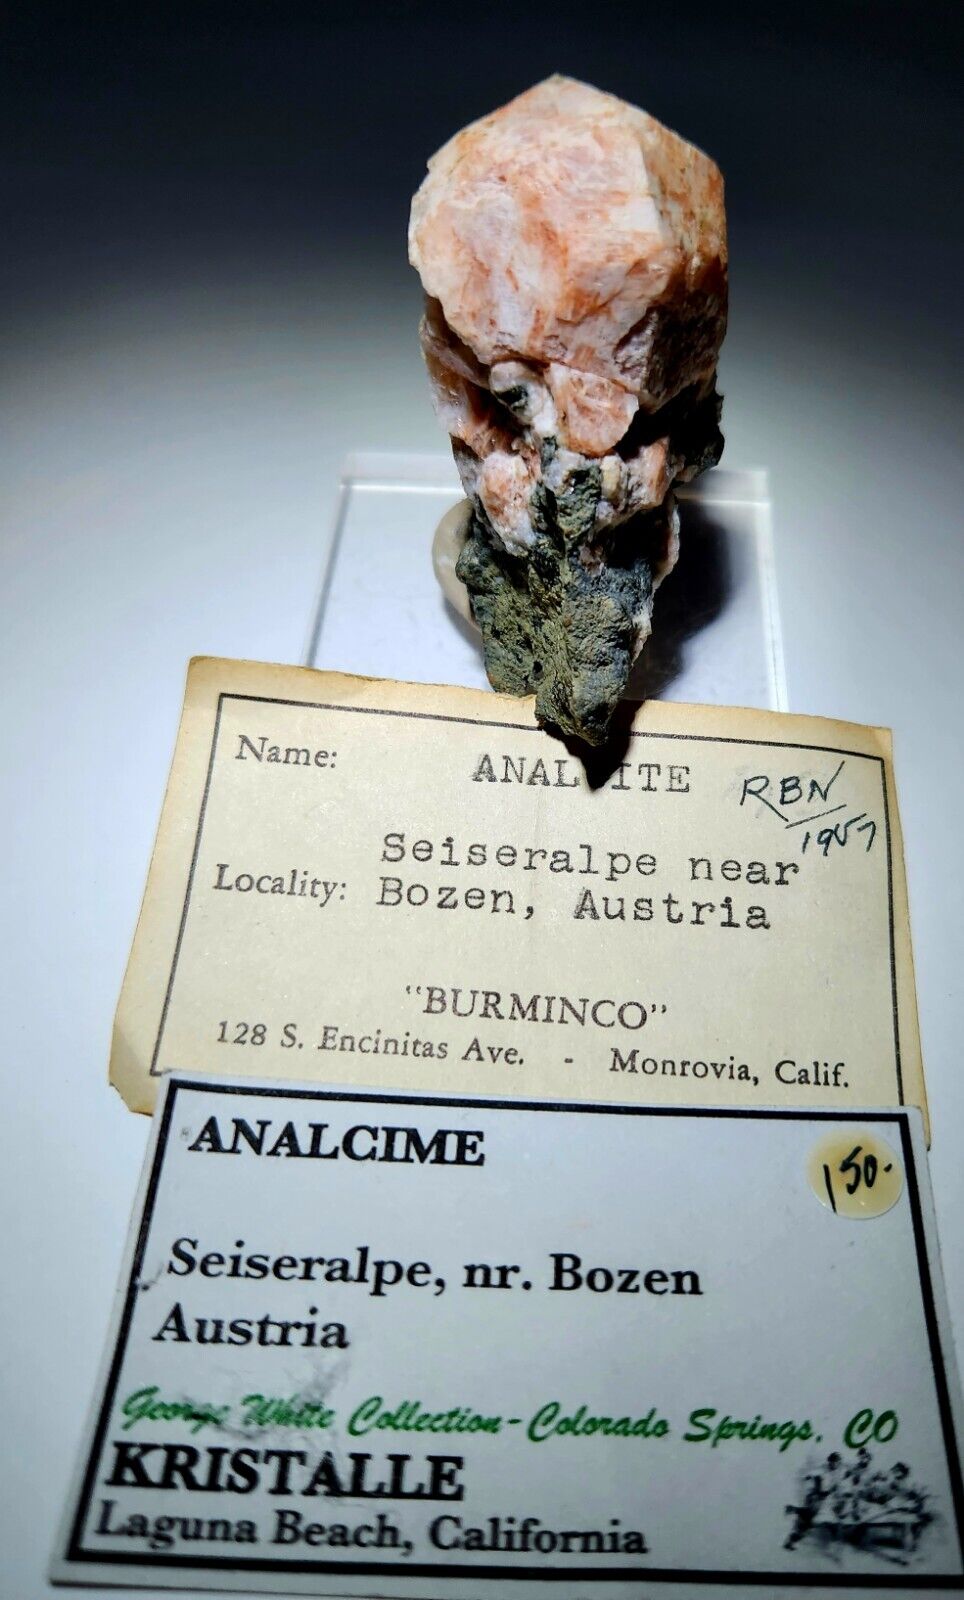 Name: ANALCITE
RBN
1957
Locality: Seiseralpe near
Bozen, Austria
"BURMINCO"
128 S. Encinitas Ave. - Monrovia, Calif.
ANALCIME
150.
Seiseralpe, nr. Bozen
Austria
George White Collection-Colorado Springs, CO
KRISTALLE
Laguna Beach, California